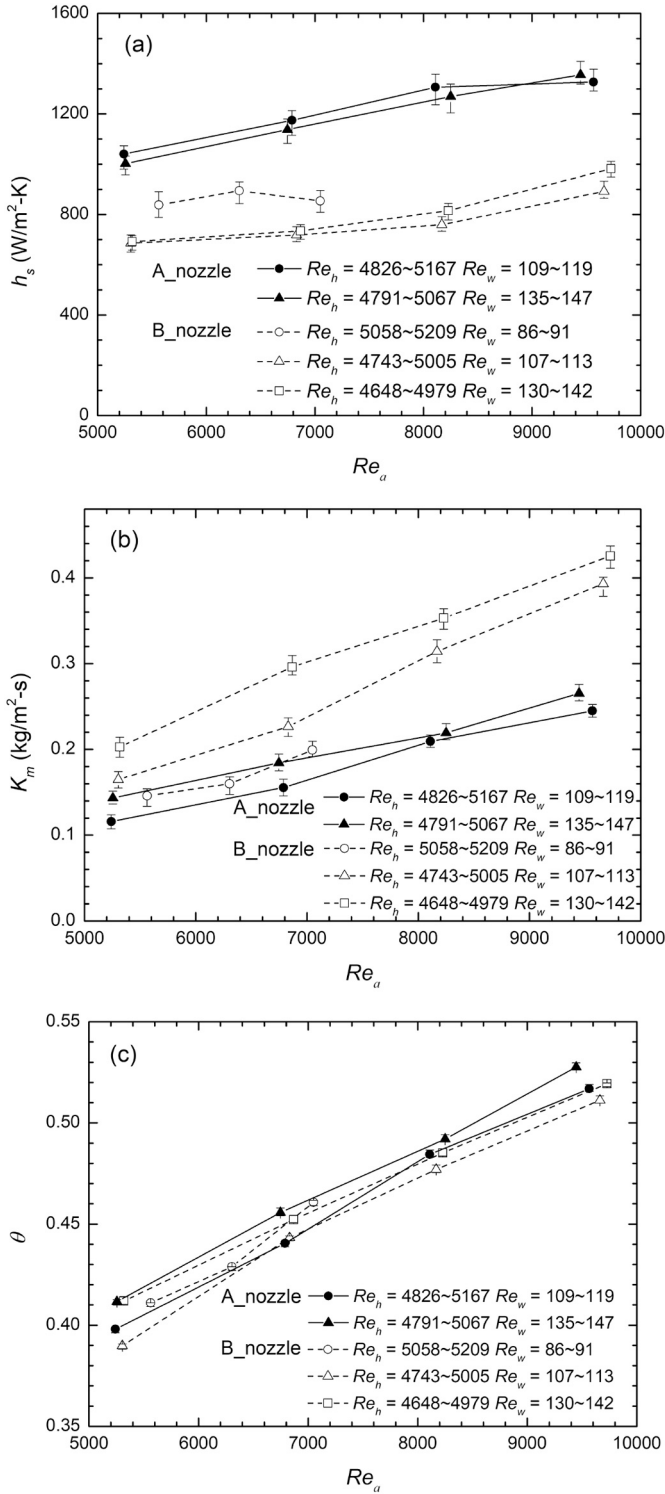 (a)
1600
1200
800
400
0
h_s (W/m²-K)
A_nozzle
Re_h = 4826~5167 Re_w = 109~119
Re_h = 4791~5067 Re_w = 135~147
B_nozzle
Re_h = 5058~5209 Re_w = 86~91
Re_h = 4743~5005 Re_w = 107~113
Re_h = 4648~4979 Re_w = 130~142
5000 6000 7000 8000 9000 10000
Re_a
(b)
0.4
0.3
0.2
0.1
0.0
K_m (kg/m²-s)
A_nozzle
Re_h = 4826~5167 Re_w = 109~119
Re_h = 4791~5067 Re_w = 135~147
B_nozzle
Re_h = 5058~5209 Re_w = 86~91
Re_h = 4743~5005 Re_w = 107~113
Re_h = 4648~4979 Re_w = 130~142
5000 6000 7000 8000 9000 10000
Re_a
(c)
0.55
0.50
0.45
0.40
0.35
θ
A_nozzle
Re_h = 4826~5167 Re_w = 109~119
Re_h = 4791~5067 Re_w = 135~147
B_nozzle
Re_h = 5058~5209 Re_w = 86~91
Re_h = 4743~5005 Re_w = 107~113
Re_h = 4648~4979 Re_w = 130~142
5000 6000 7000 8000 9000 10000
Re_a